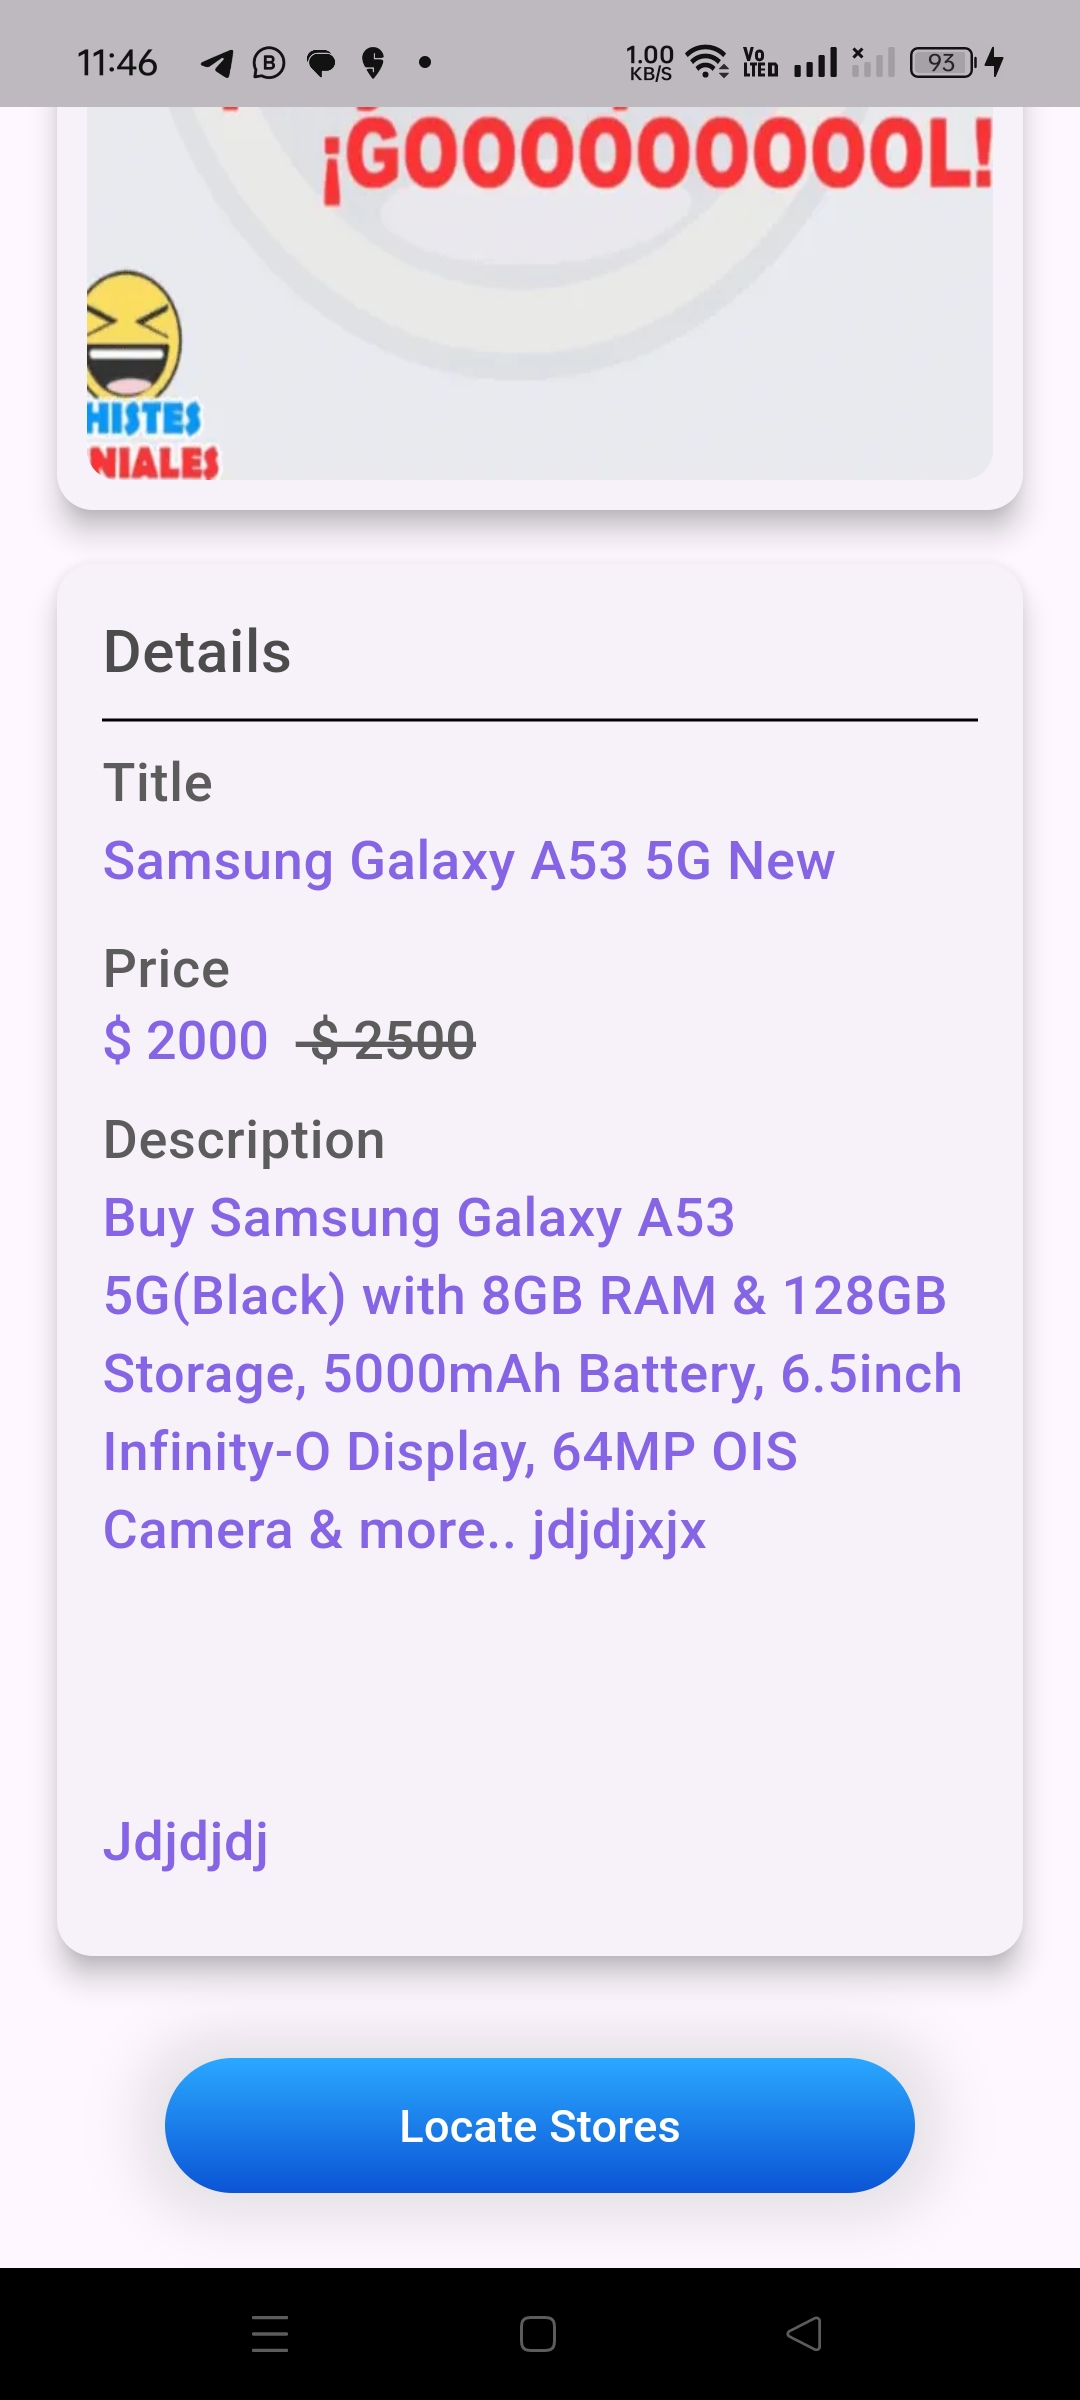 11:46
1.00 KB/S
Vo LTE D
93
¡GOOOOOOOOOL!
HISTES
NIALES
Details
Title
Samsung Galaxy A53 5G New
Price
$ 2000 $ 2500
Description
Buy Samsung Galaxy A53
5G(Black) with 8GB RAM & 128GB
Storage, 5000mAh Battery, 6.5inch
Infinity-O Display, 64MP OIS
Camera & more.. jdjdjxjx
Jdjdjdj
Locate Stores